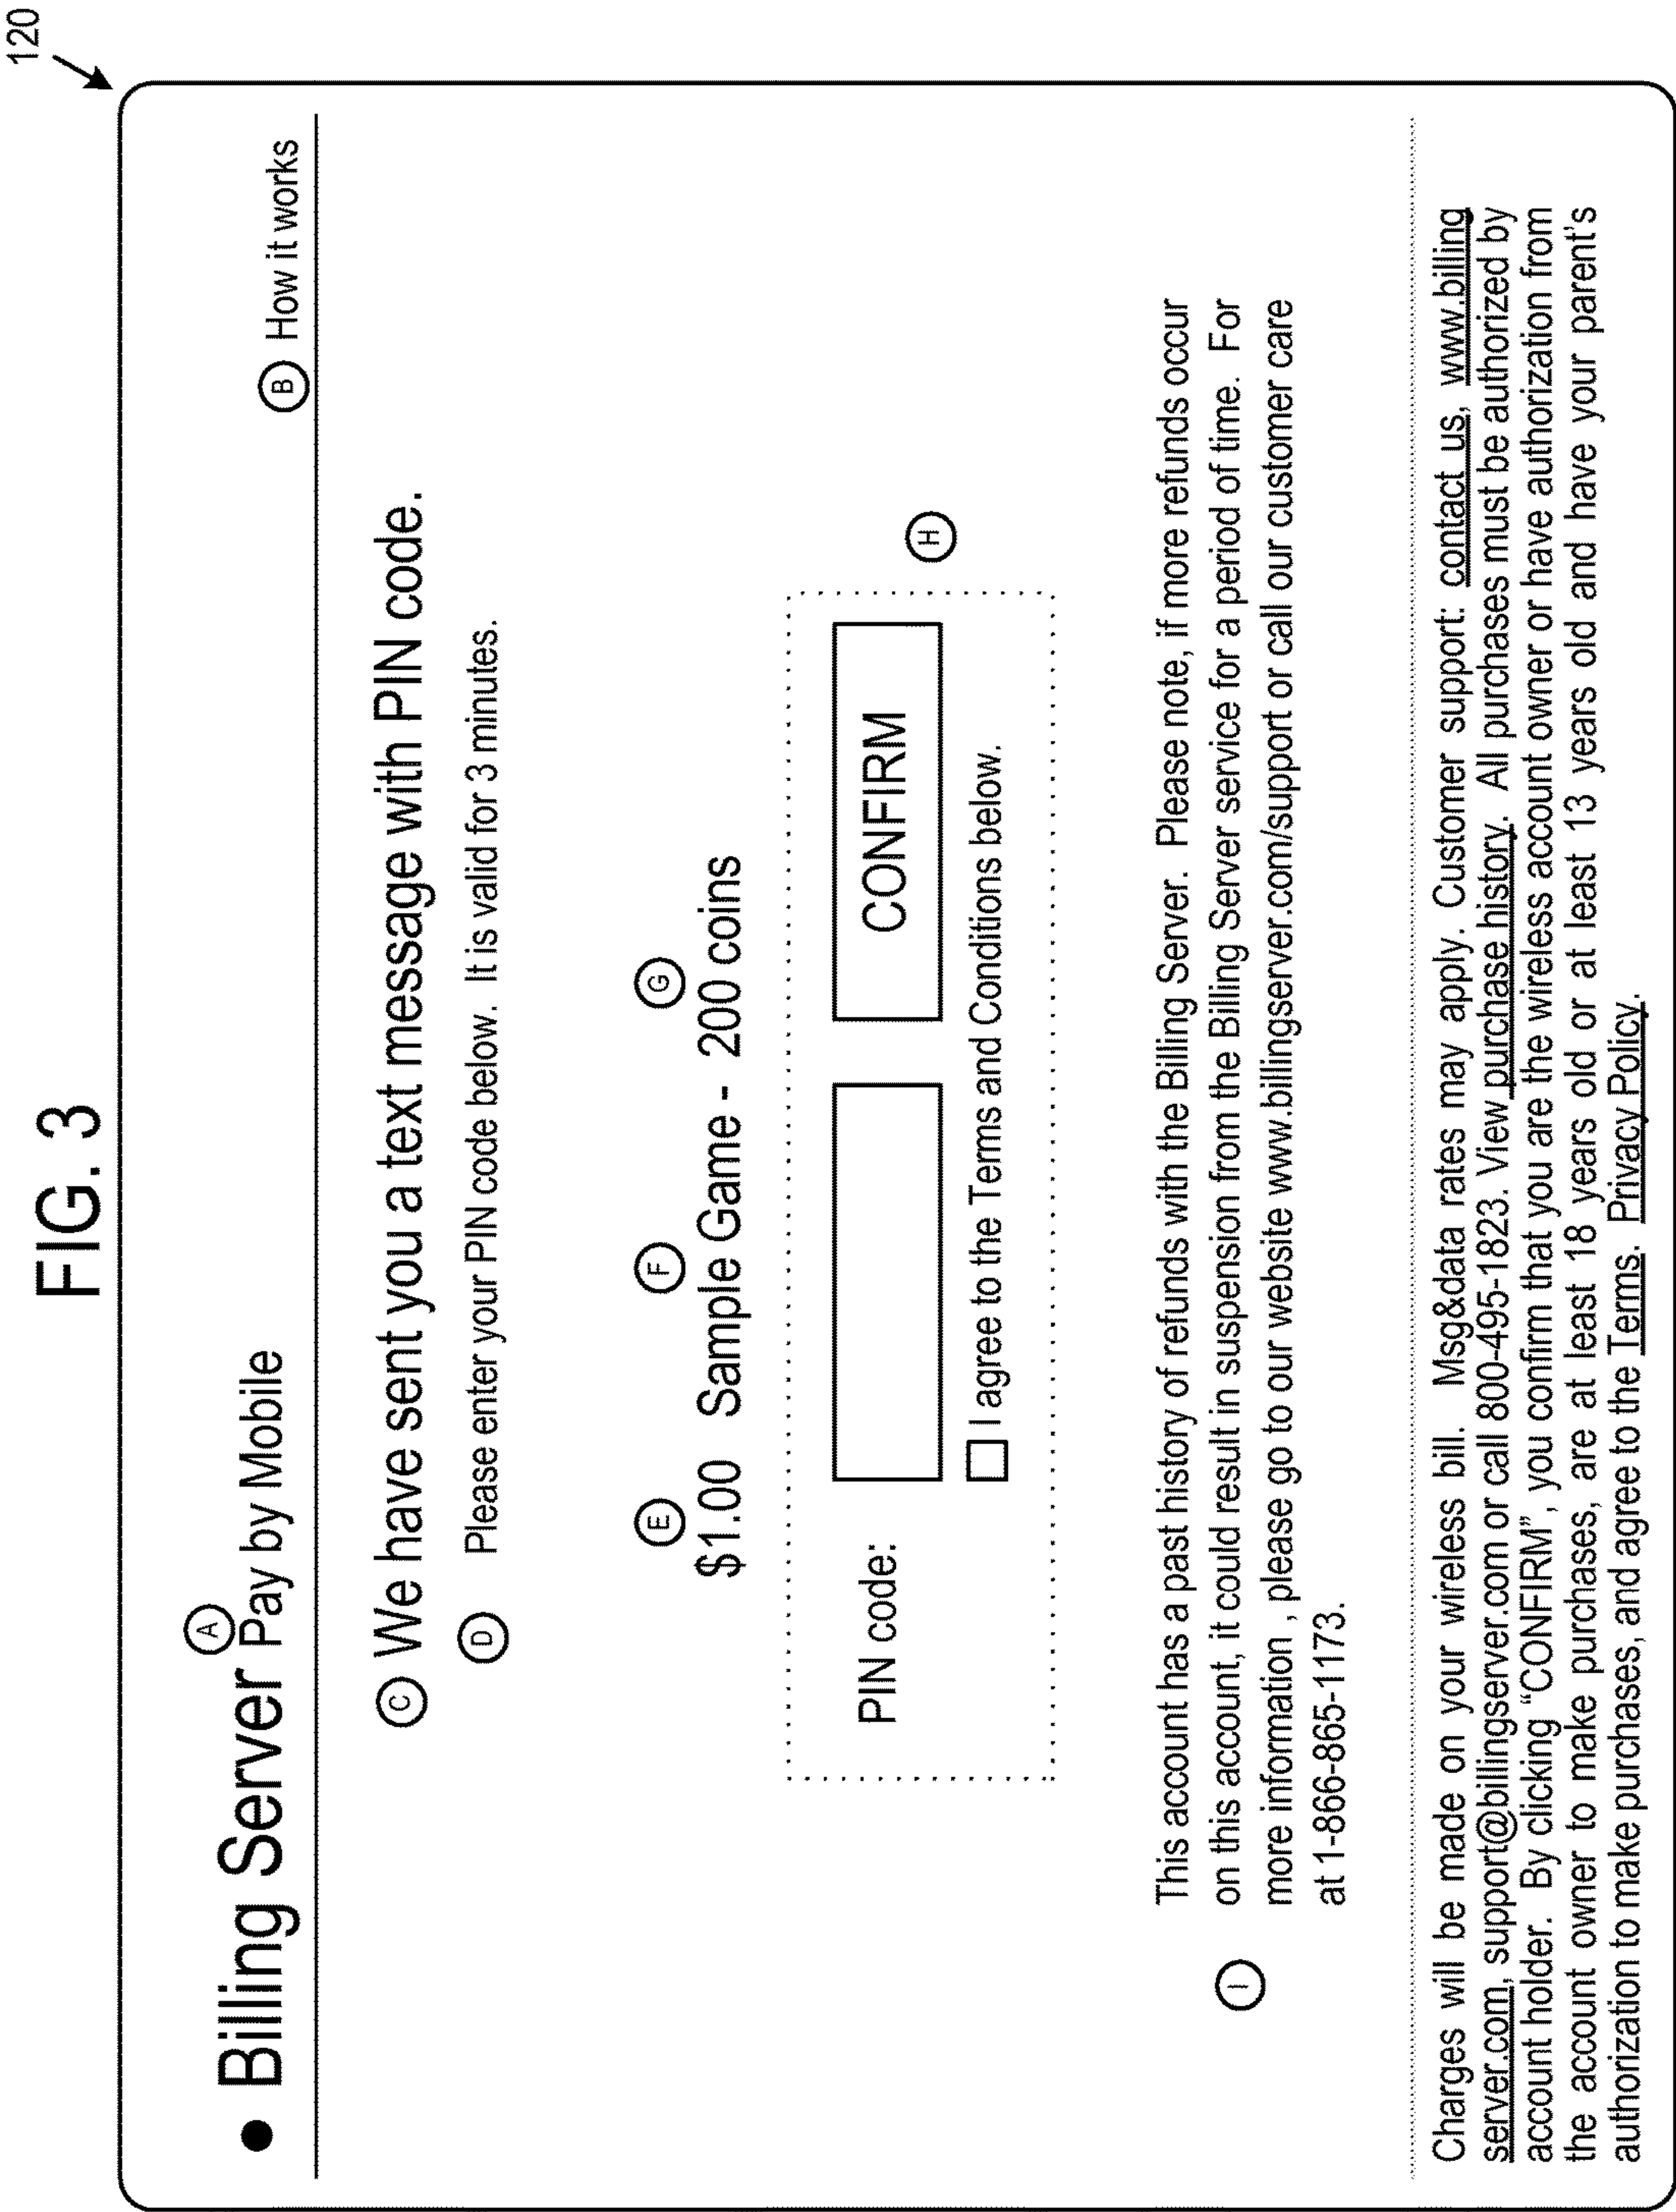 FIG. 3
120
A
• Billing Server Pay by Mobile
B How it works
C We have sent you a text message with PIN code.
D Please enter your PIN code below. It is valid for 3 minutes.
E F G
$1.00 Sample Game - 200 coins
PIN code: CONFIRM
H
I agree to the Terms and Conditions below.
This account has a past history of refunds with the Billing Server. Please note, if more refunds occur
I on this account, it could result in suspension from the Billing Server service for a period of time. For
more information , please go to our website www.billingserver.com/support or call our customer care
at 1-866-865-1173.
Charges will be made on your wireless bill. Msg&data rates may apply. Customer support: contact us, www.billing
server.com, support@billingserver.com or call 800-495-1823. View purchase history. All purchases must be authorized by
account holder. By clicking "CONFIRM", you confirm that you are the wireless account owner or have authorization from
the account owner to make purchases, are at least 18 years old or at least 13 years old and have your parent's
authorization to make purchases, and agree to the Terms. Privacy Policy.